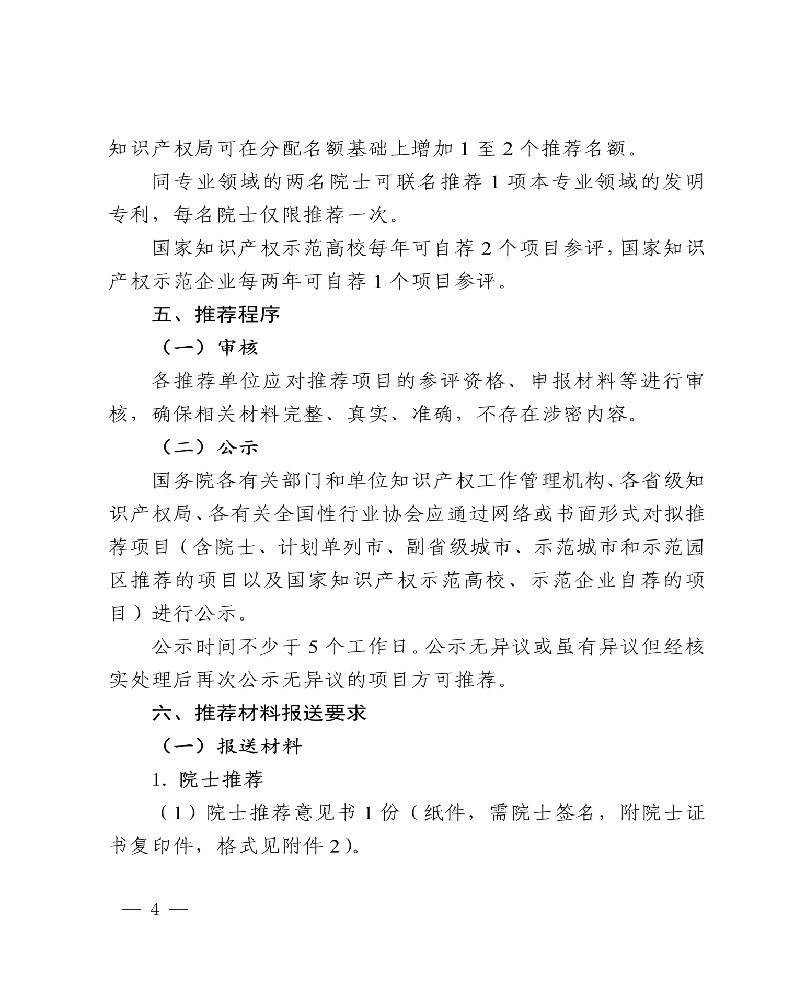 知识产权局可在分配名额基础上增加 1 至 2 个推荐名额。
同专业领域的两名院士可联名推荐 1 项本专业领域的发明
专利，每名院士仅限推荐一次。
国家知识产权示范高校每年可自荐 2 个项目参评，国家知识
产权示范企业每两年可自荐 1 个项目参评。
五、推荐程序
（一）审核
各推荐单位应对推荐项目的参评资格、申报材料等进行审
核，确保相关材料完整、真实、准确，不存在涉密内容。
（二）公示
国务院各有关部门和单位知识产权工作管理机构、各省级知
识产权局、各有关全国性行业协会应通过网络或书面形式对拟推
荐项目（含院士、计划单列市、副省级城市、示范城市和示范园
区推荐的项目以及国家知识产权示范高校、示范企业自荐的项
目）进行公示。
公示时间不少于 5 个工作日。公示无异议或虽有异议但经核
实处理后再次公示无异议的项目方可推荐。
六、推荐材料报送要求
（一）报送材料
1. 院士推荐
（1）院士推荐意见书 1 份（纸件，需院士签名，附院士证
书复印件，格式见附件 2）。
— 4 —